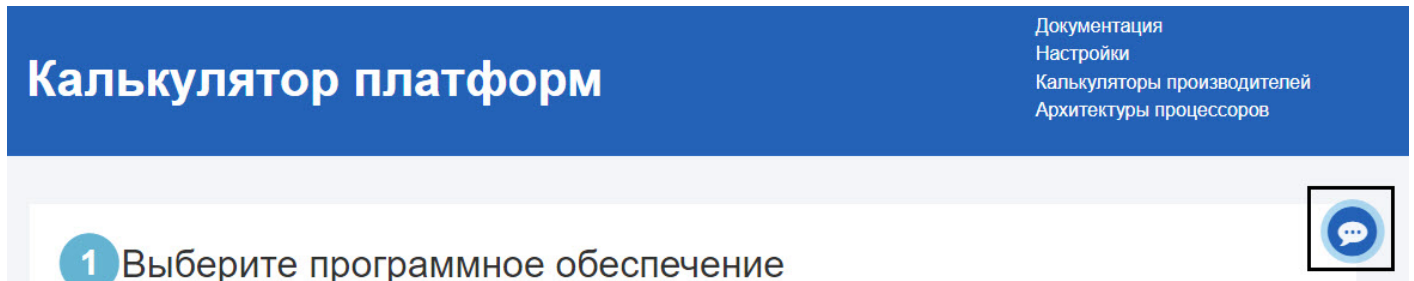 Калькулятор платформ
Документация
Настройки
Калькуляторы производителей
Архитектуры процессоров
1 Выберите программное обеспечение